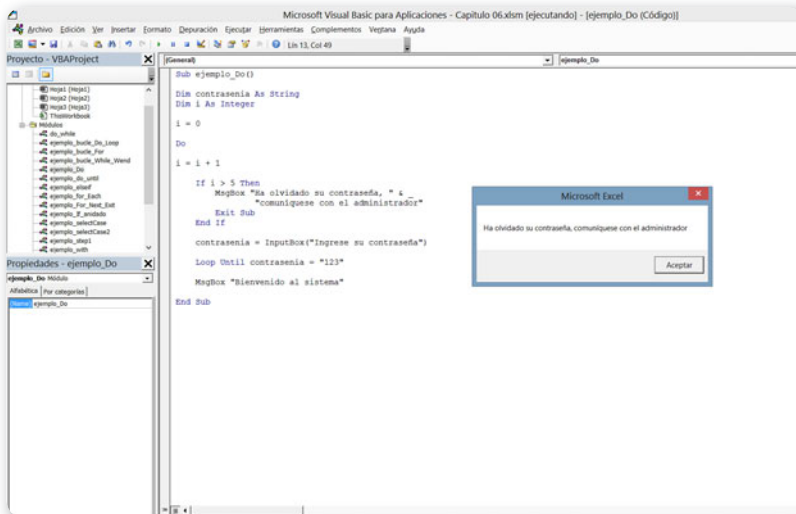 Microsoft Visual Basic para Aplicaciones - Capitulo 06.xlsm [ejecutando] - [ejemplo_Do (Código)]
Archivo Edición Ver Insertar Formato Depuración Ejecutar Herramientas Complementos Ventana Ayuda
Lín 13, Col 49
Proyecto - VBAProject
Hoja1 (Hoja1)
Hoja2 (Hoja2)
Hoja3 (Hoja3)
ThisWorkbook
Módulos
do_while
ejemplo_bucle_Do_Loop
ejemplo_bucle_For
ejemplo_bucle_While_Wend
ejemplo_Do
ejemplo_do_until
ejemplo_elseif
ejemplo_for_Each
ejemplo_For_Next_Exit
ejemplo_If_anidado
ejemplo_selectCase
ejemplo_selectCase2
ejemplo_step1
ejemplo_with
Propiedades - ejemplo_Do
ejemplo_Do Módulo
Alfabética Por categorías
(Name) ejemplo_Do
(General) ejemplo_Do
Sub ejemplo_Do()
Dim contrasenia As String
Dim i As Integer
i = 0
Do
i = i + 1
If i > 5 Then
MsgBox "Ha olvidado su contraseña, " & _
"comuniquese con el administrador"
Exit Sub
End If
contrasenia = InputBox("Ingrese su contraseña")
Loop Until contrasenia = "123"
MsgBox "Bienvenido al sistema"
End Sub
Microsoft Excel
Ha olvidado su contraseña, comuniquese con el administrador
Aceptar